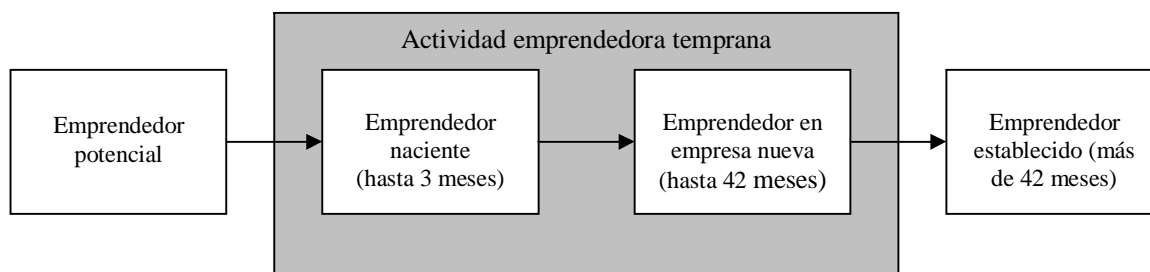 Actividad emprendedora temprana
Emprendedor
potencial
Emprendedor
naciente
(hasta 3 meses)
Emprendedor en
empresa nueva
(hasta 42 meses)
Emprendedor
establecido (más
de 42 meses)